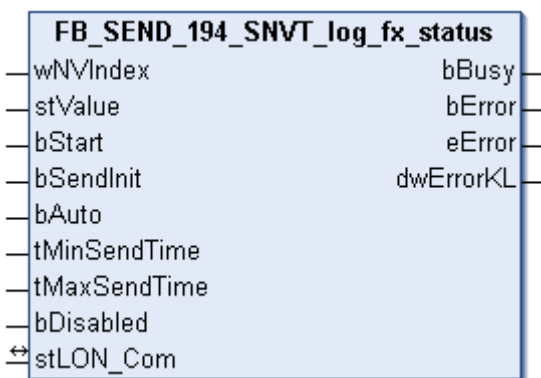 FB_SEND_194_SNVT_log_fx_status
wNVIndex bBusy
stValue bError
bStart eError
bSendInit dwErrorKL
bAuto
tMinSendTime
tMaxSendTime
bDisabled
stLON_Com